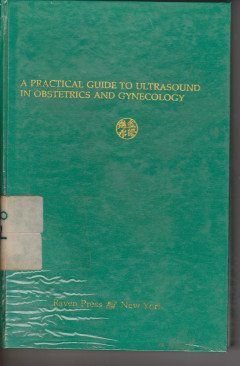 A PRACTICAL GUIDE TO ULTRASOUND
IN OBSTETRICS AND GYNECOLOGY
Raven Press New York